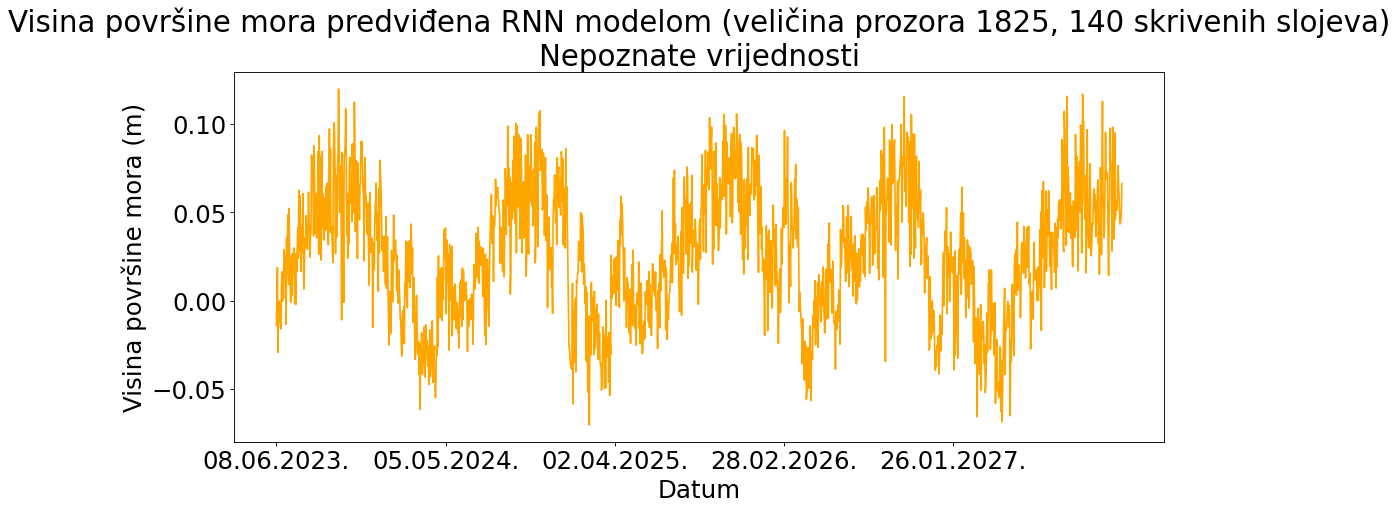 Visina površine mora predviđena RNN modelom (veličina prozora 1825, 140 skrivenih slojeva)
Nepoznate vrijednosti
Visina površine mora (m)
0.10
0.05
0.00
−0.05
08.06.2023. 05.05.2024. 02.04.2025. 28.02.2026. 26.01.2027.
Datum